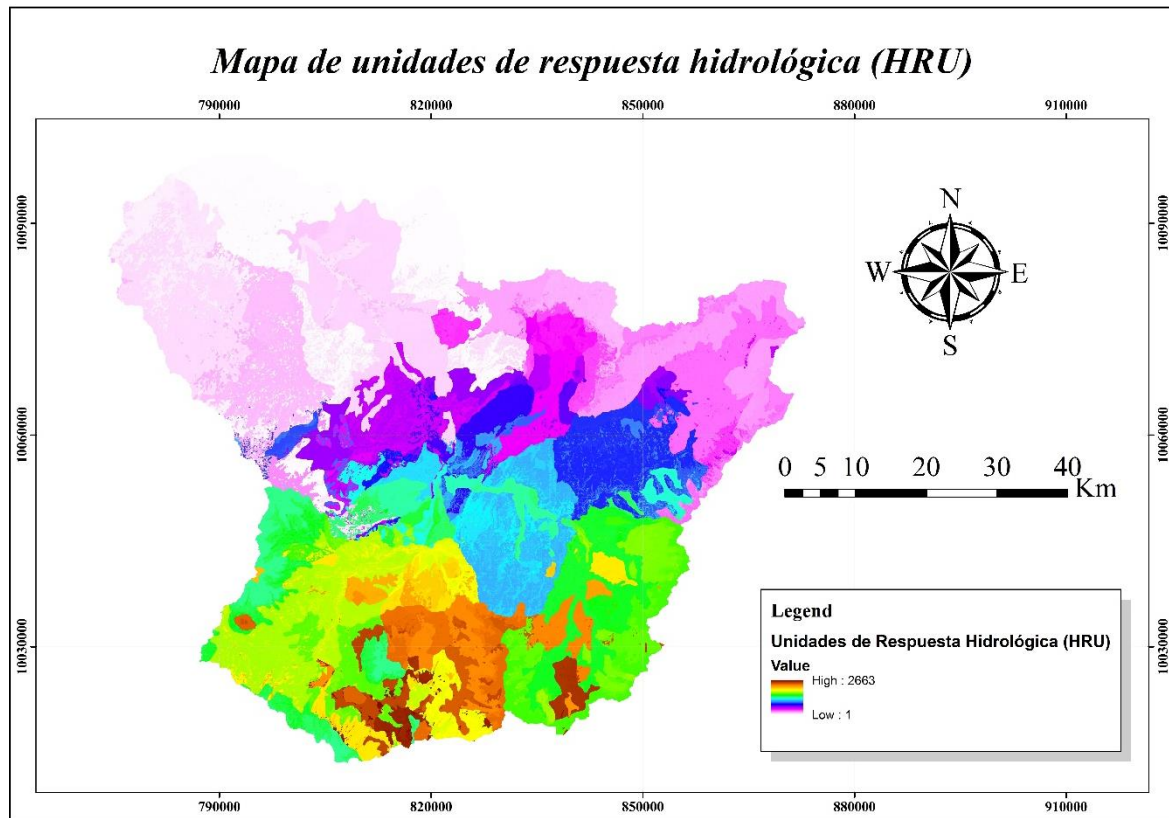 Mapa de unidades de respuesta hidrológica (HRU)
790000 820000 850000 880000 910000
10090000 10090000
N
W E
S
10060000 10060000
0 5 10 20 30 40
Km
10030000 10030000
Legend
Unidades de Respuesta Hidrológica (HRU)
Value
High : 2663
Low : 1
790000 820000 850000 880000 910000